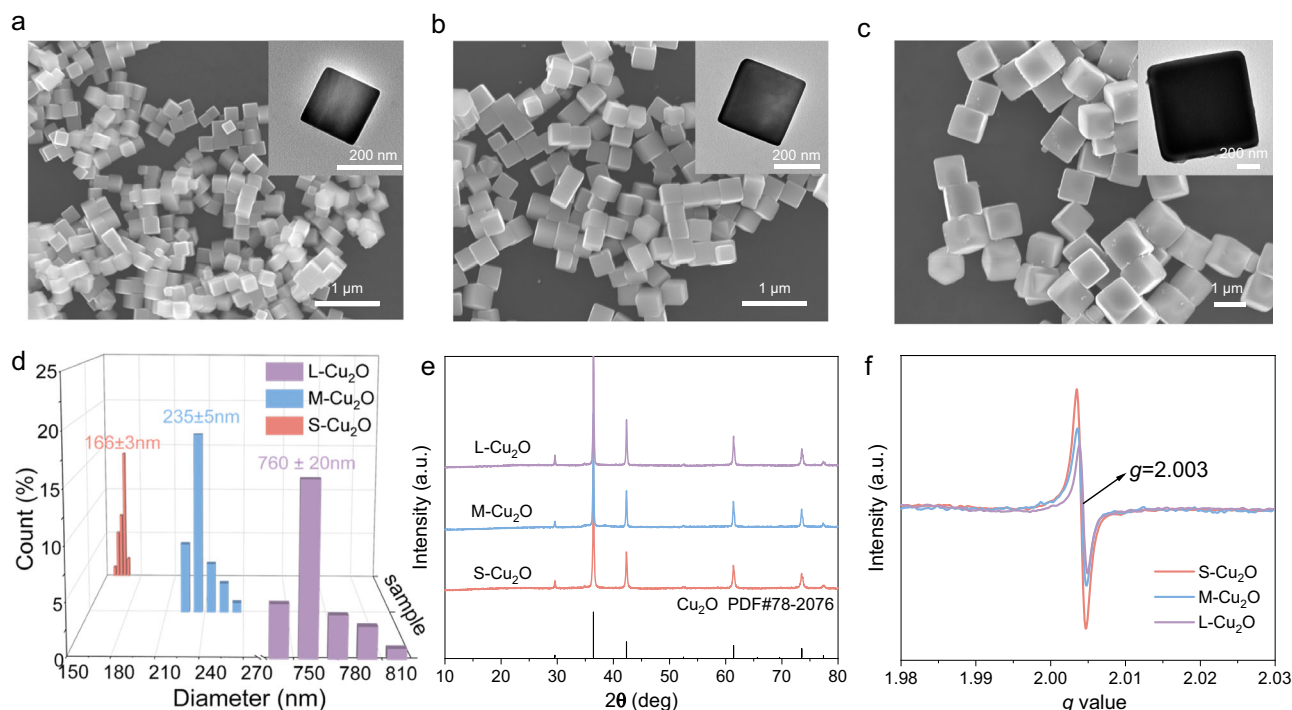 a
b
c
200 nm
200 nm
200 nm
1 μm
1 μm
1 μm
d
25
20
15
10
5
0
Count (%)
L-Cu₂O
M-Cu₂O
S-Cu₂O
235±5nm
166±3nm
760 ± 20nm
sample
150 180 210 240 270 750 780 810
Diameter (nm)
e
Intensity (a.u.)
L-Cu₂O
M-Cu₂O
S-Cu₂O
Cu₂O PDF#78-2076
10 20 30 40 50 60 70 80
2θ (deg)
f
Intensity (a.u.)
g=2.003
S-Cu₂O
M-Cu₂O
L-Cu₂O
1.98 1.99 2.00 2.01 2.02 2.03
g value